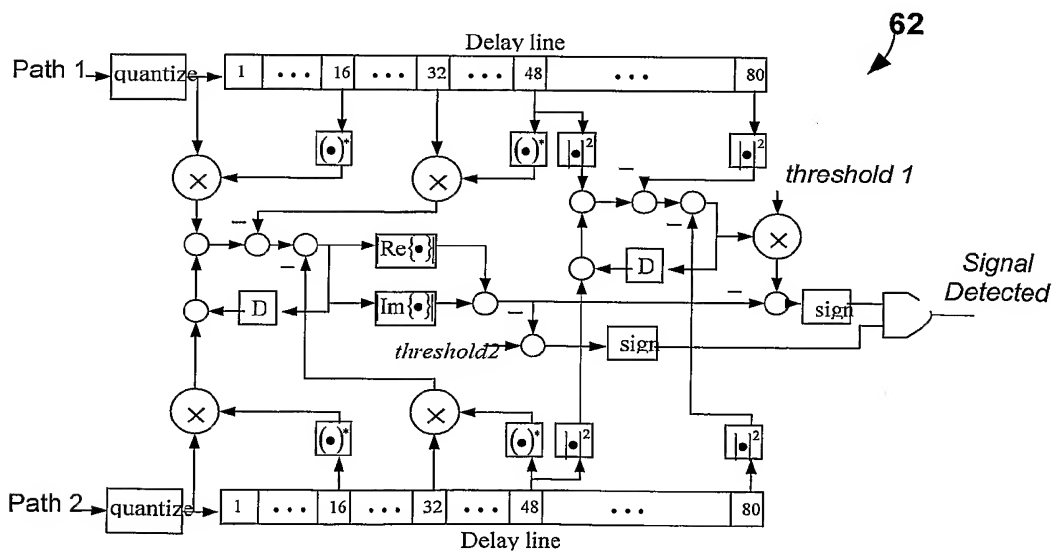 62
Delay line
Path 1 quantize 1 ••• 16 ••• 32 ••• 48 ••• 80
(•)* (•)* |•|² |•|²
× × − threshold 1
− − ×
Re{•}
− D D −
Signal
Detected
Im{•} − sign
threshold2 sign
× ×
(•)* (•)* |•|² |•|²
Path 2 quantize 1 ••• 16 ••• 32 ••• 48 ••• 80
Delay line